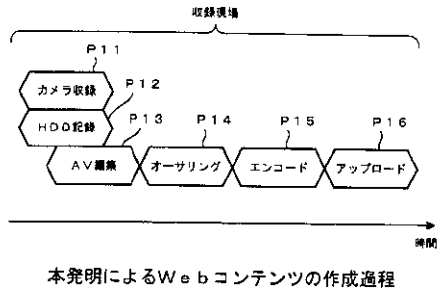 収録現場
P11
カメラ収録
P12
HDD記録
P13
P14
P15
P16
AV編集
オーサリング
エンコード
アップロード
時間
本発明によるWebコンテンツの作成過程